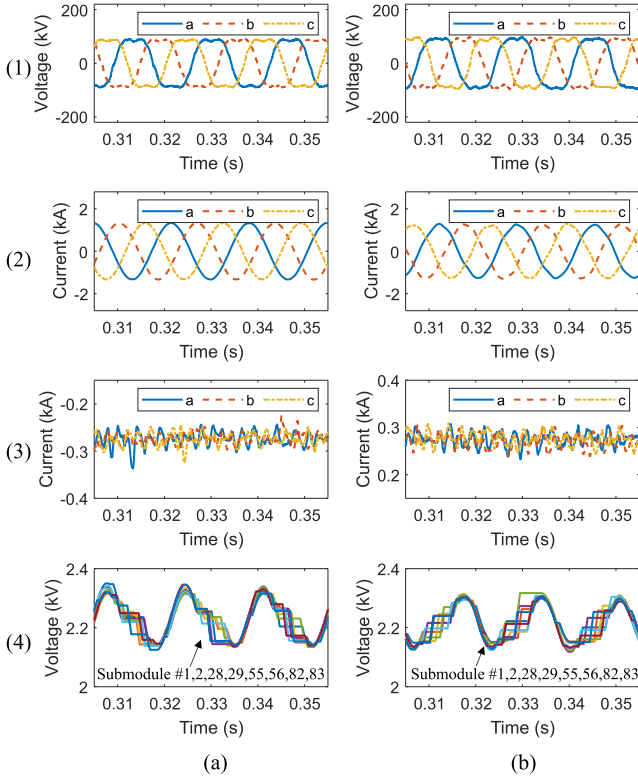 (1)
Voltage (kV)
200
0
-200
a b c
0.31 0.32 0.33 0.34 0.35
Time (s)
Voltage (kV)
200
0
-200
a b c
0.31 0.32 0.33 0.34 0.35
Time (s)
(2)
Current (kA)
2
0
-2
a b c
0.31 0.32 0.33 0.34 0.35
Time (s)
Current (kA)
2
0
-2
a b c
0.31 0.32 0.33 0.34 0.35
Time (s)
(3)
Current (kA)
-0.2
-0.3
-0.4
a b c
0.31 0.32 0.33 0.34 0.35
Time (s)
Current (kA)
0.4
0.3
0.2
a b c
0.31 0.32 0.33 0.34 0.35
Time (s)
(4)
Voltage (kV)
2.4
2.2
2
Submodule #1,2,28,29,55,56,82,83
0.31 0.32 0.33 0.34 0.35
Time (s)
Voltage (kV)
2.4
2.2
2
Submodule #1,2,28,29,55,56,82,83
0.31 0.32 0.33 0.34 0.35
Time (s)
(a)
(b)